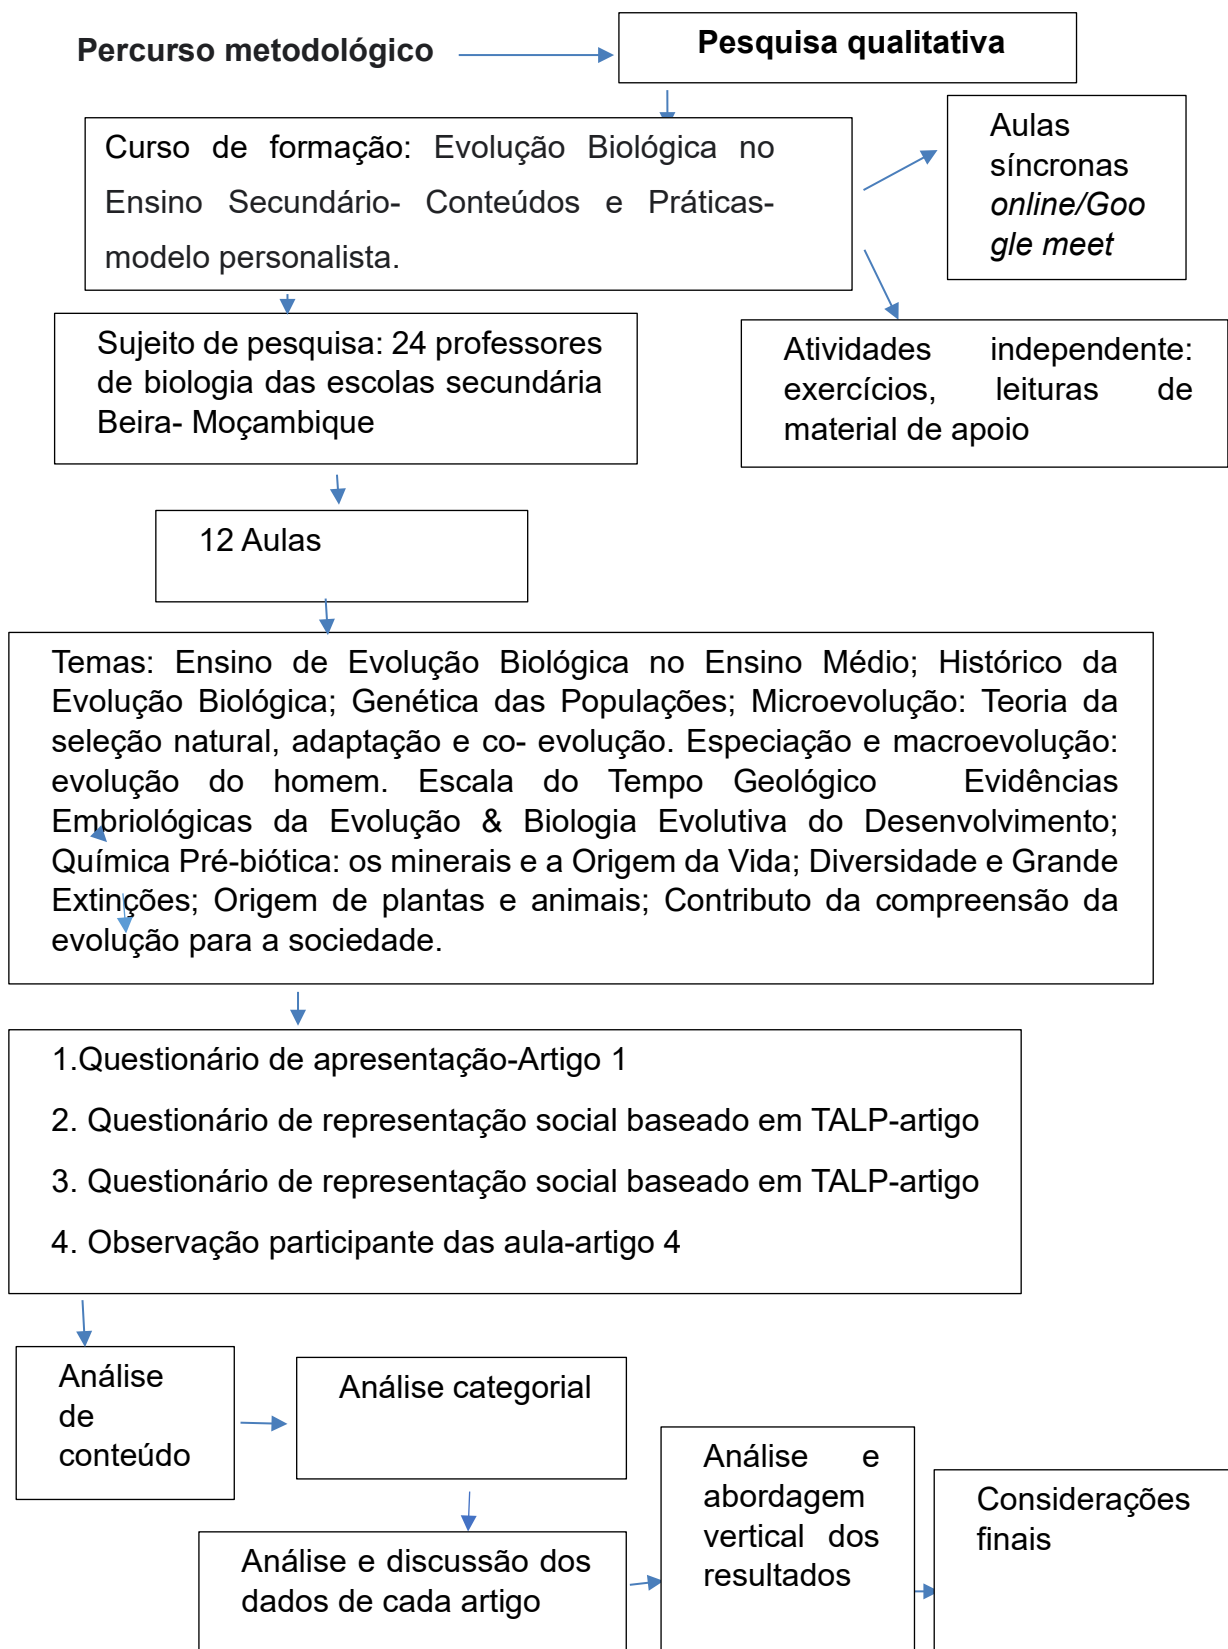 Percurso metodológico
Pesquisa qualitativa
Curso de formação: Evolução Biológica no
Ensino Secundário- Conteúdos e Práticas-
modelo personalista.
Aulas
síncronas
online/Goo
gle meet
Sujeito de pesquisa: 24 professores
de biologia das escolas secundária
Beira- Moçambique
Atividades independente:
exercícios, leituras de
material de apoio
12 Aulas
Temas: Ensino de Evolução Biológica no Ensino Médio; Histórico da
Evolução Biológica; Genética das Populações; Microevolução: Teoria da
seleção natural, adaptação e co- evolução. Especiação e macroevolução:
evolução do homem. Escala do Tempo Geológico Evidências
Embriológicas da Evolução & Biologia Evolutiva do Desenvolvimento;
Química Pré-biótica: os minerais e a Origem da Vida; Diversidade e Grande
Extinções; Origem de plantas e animais; Contributo da compreensão da
evolução para a sociedade.
1.Questionário de apresentação-Artigo 1
2. Questionário de representação social baseado em TALP-artigo
3. Questionário de representação social baseado em TALP-artigo
4. Observação participante das aula-artigo 4
Análise
de
conteúdo
Análise categorial
Análise e discussão dos
dados de cada artigo
Análise e
abordagem
vertical dos
resultados
Considerações
finais